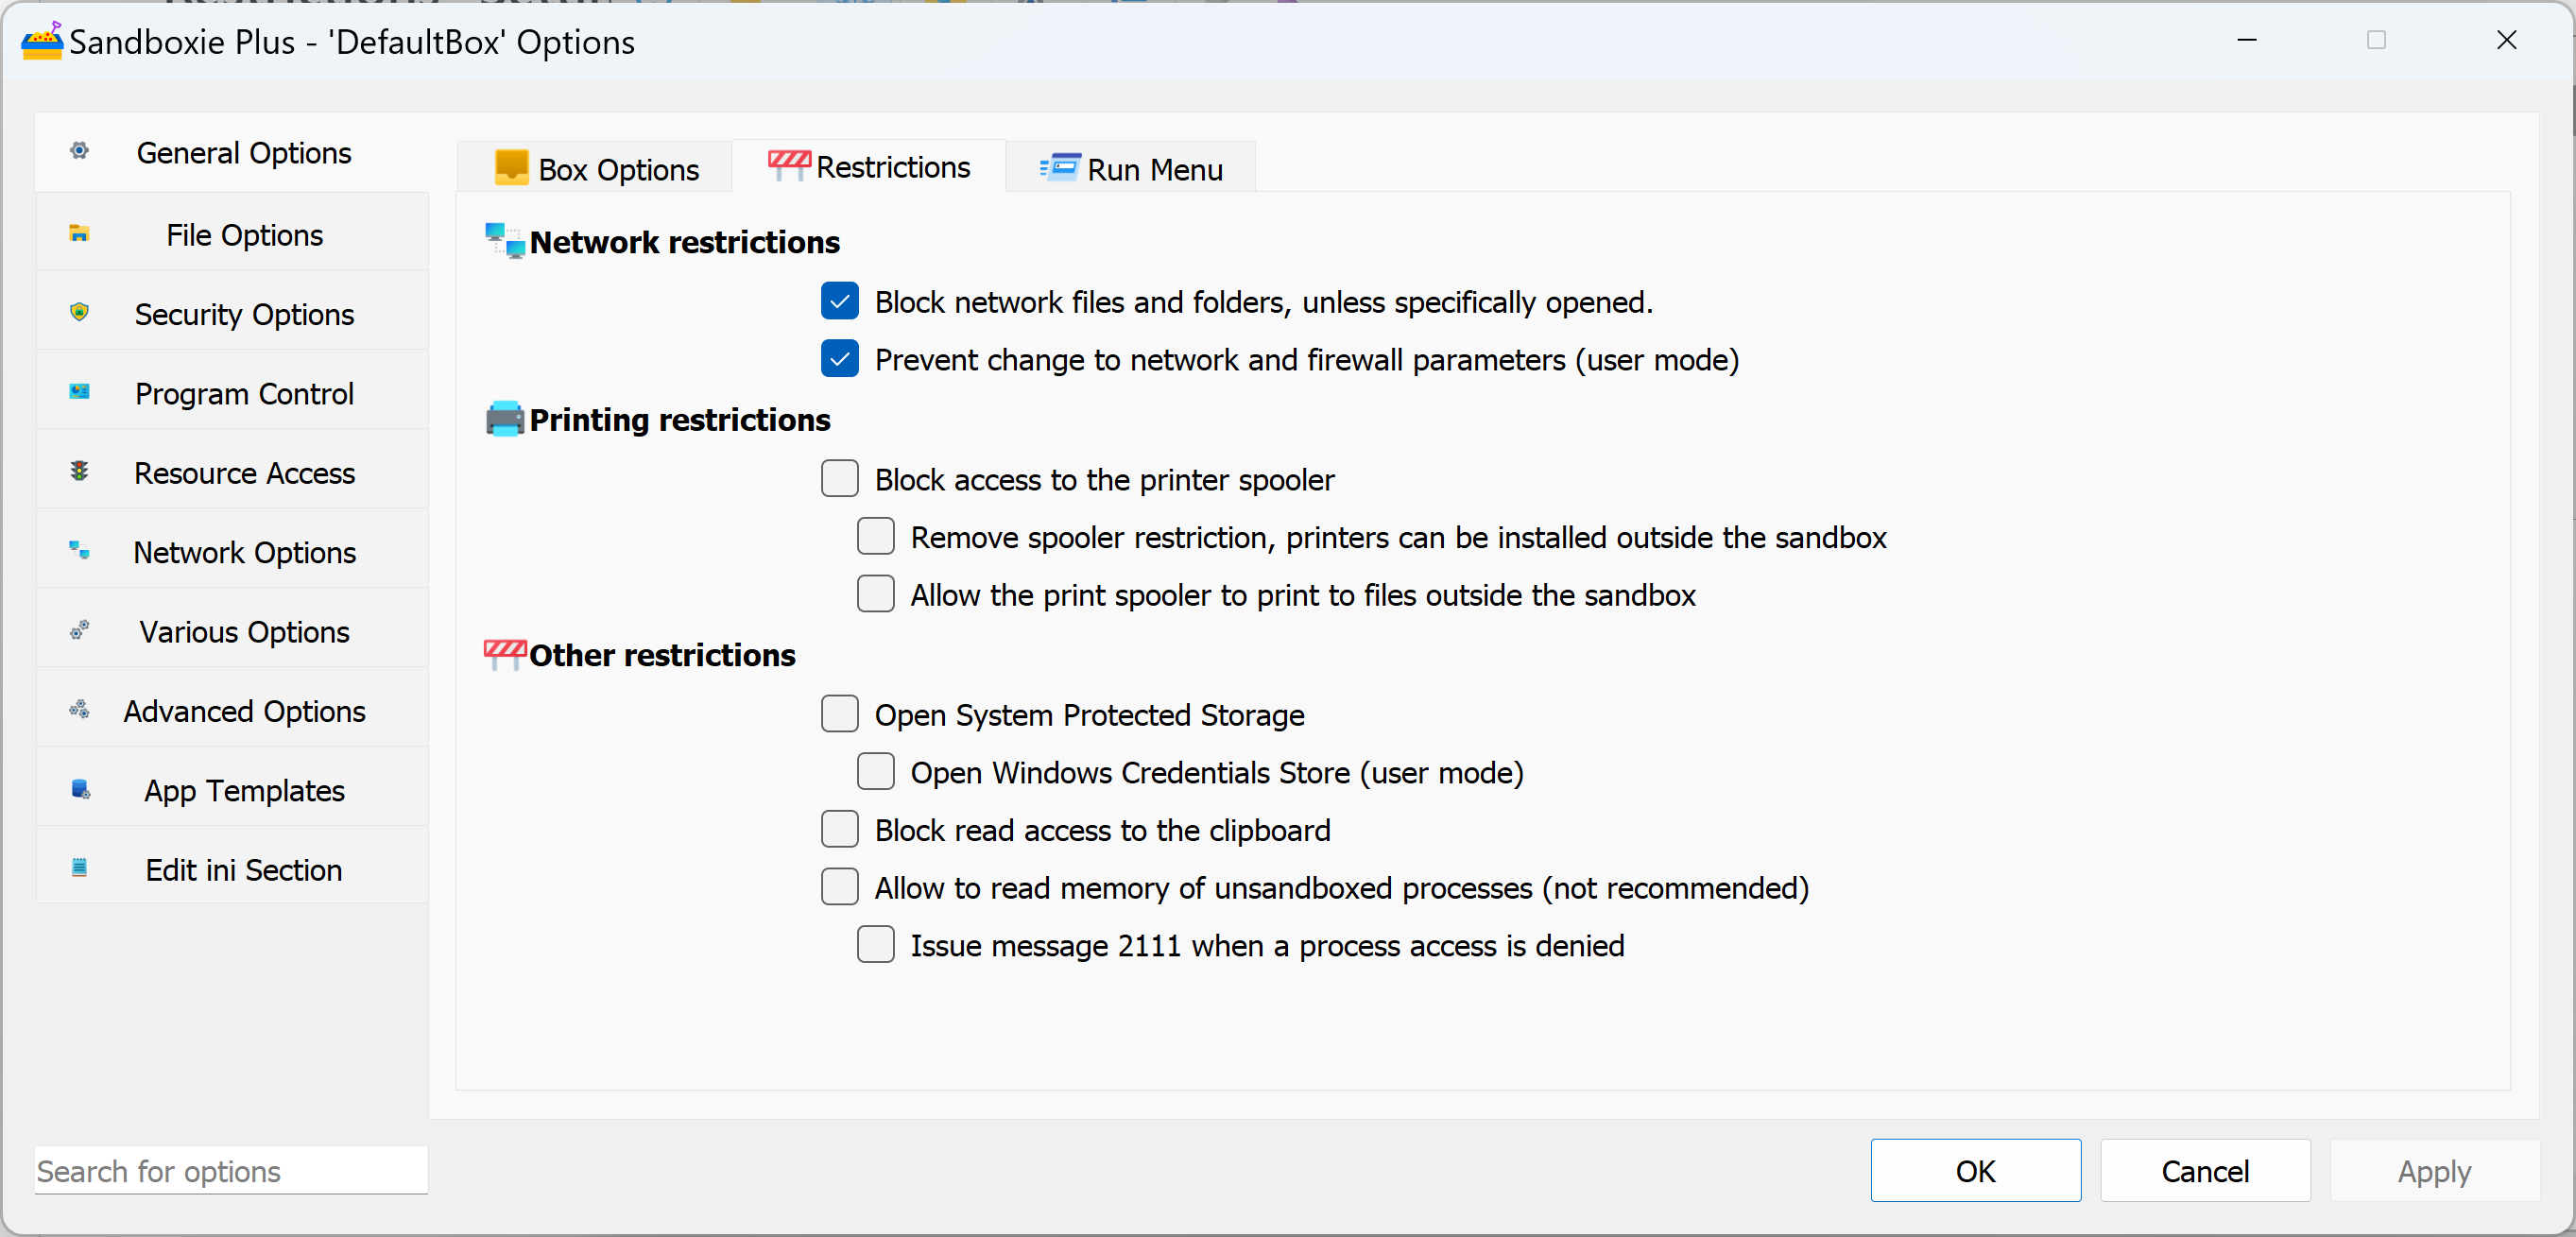 Sandboxie Plus - 'DefaultBox' Options
General Options
File Options
Security Options
Program Control
Resource Access
Network Options
Various Options
Advanced Options
App Templates
Edit ini Section
Search for options
Box Options
Restrictions
Run Menu
Network restrictions
Block network files and folders, unless specifically opened.
Prevent change to network and firewall parameters (user mode)
Printing restrictions
Block access to the printer spooler
Remove spooler restriction, printers can be installed outside the sandbox
Allow the print spooler to print to files outside the sandbox
Other restrictions
Open System Protected Storage
Open Windows Credentials Store (user mode)
Block read access to the clipboard
Allow to read memory of unsandboxed processes (not recommended)
Issue message 2111 when a process access is denied
OK
Cancel
Apply